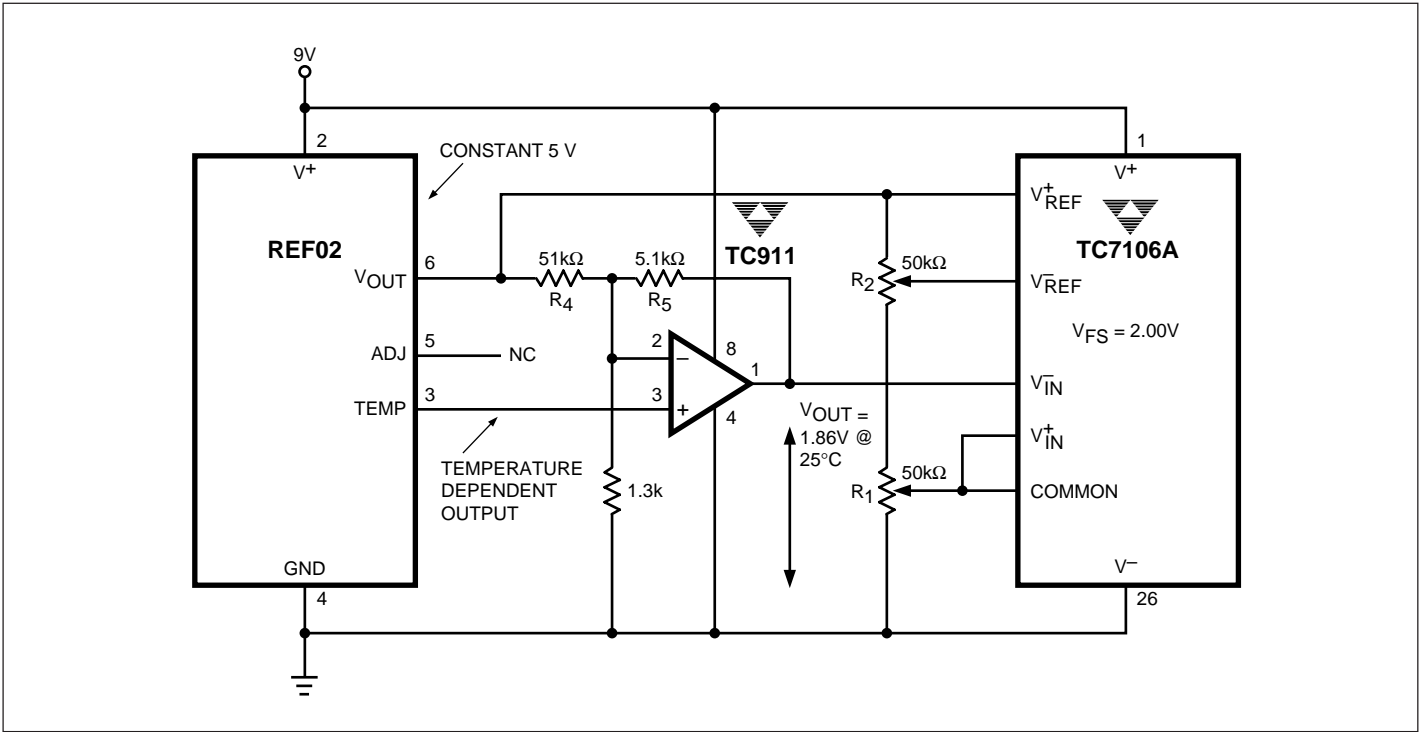 9V
2
V+
CONSTANT 5 V
REF02
VOUT
6
51kΩ
R4
5.1kΩ
R5
TC911
ADJ
5
NC
TEMP
3
TEMPERATURE
DEPENDENT
OUTPUT
2
–
3
+
8
4
1
1.3k
GND
4
VOUT =
1.86V @
25°C
50kΩ
R2
50kΩ
R1
1
V+
V+REF
TC7106A
V–REF
VFS = 2.00V
V–IN
V+IN
COMMON
V–
26